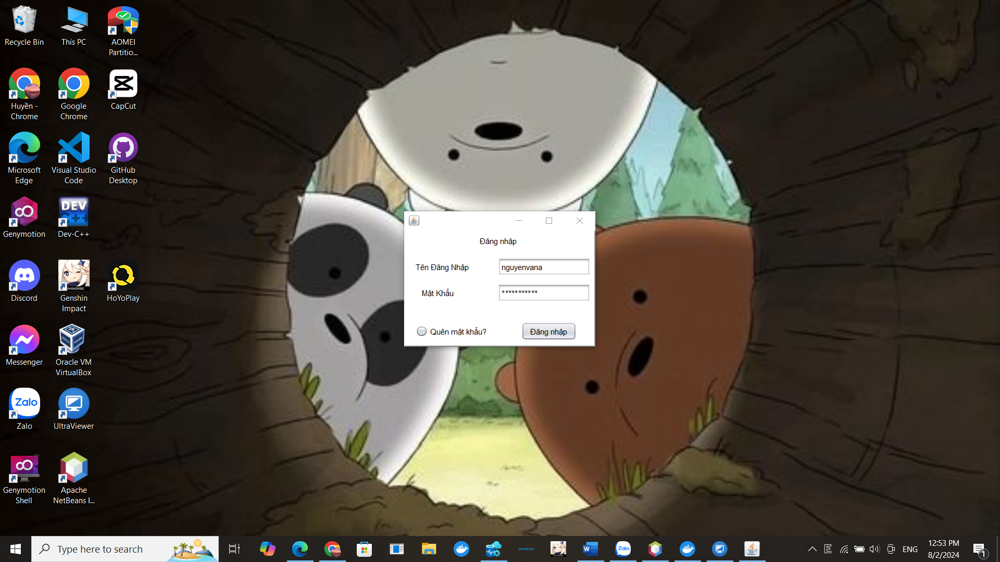 Recycle Bin
This PC
AOMEI
Partitio...
Huyền -
Chrome
Google
Chrome
CapCut
Microsoft
Edge
Visual Studio
Code
GitHub
Desktop
Genymotion
DEV
C++
Dev-C++
Discord
HOYOVERSE
Genshin
Impact
HoYoPlay
Messenger
Oracle VM
VirtualBox
Zalo
Zalo
UltraViewer
Genymotion
Shell
Apache
NetBeans I...
Đăng nhập
Tên Đăng Nhập
nguyenvana
Mật Khẩu
***********
Quên mật khẩu?
Đăng nhập
Type here to search
W
Zalo
E
ENG
12:53 PM
8/2/2024
1